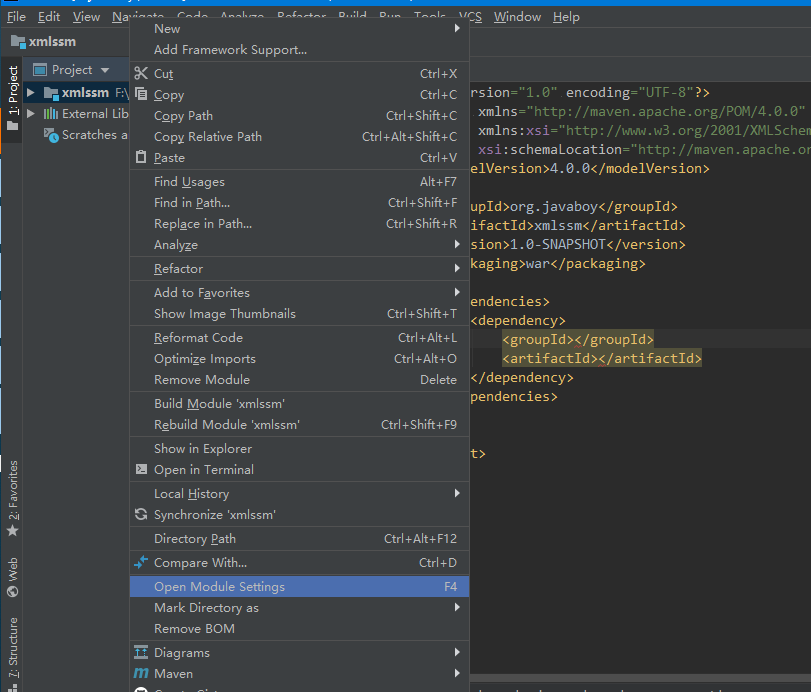 File Edit View Navigate Code Analyze Refactor Build Run Tools VCS Window Help
xmlssm
1: Project
Project
xmlssm F:\
External Lib
Scratches a
2: Favorites
Web
7: Structure
New
Add Framework Support...
Cut Ctrl+X
Copy Ctrl+C
Copy Path Ctrl+Shift+C
Copy Relative Path Ctrl+Alt+Shift+C
Paste Ctrl+V
Find Usages Alt+F7
Find in Path... Ctrl+Shift+F
Replace in Path... Ctrl+Shift+R
Analyze
Refactor
Add to Favorites
Show Image Thumbnails Ctrl+Shift+T
Reformat Code Ctrl+Alt+L
Optimize Imports Ctrl+Alt+O
Remove Module Delete
Build Module 'xmlssm'
Rebuild Module 'xmlssm' Ctrl+Shift+F9
Show in Explorer
Open in Terminal
Local History
Synchronize 'xmlssm'
Directory Path Ctrl+Alt+F12
Compare With... Ctrl+D
Open Module Settings F4
Mark Directory as
Remove BOM
Diagrams
Maven
rsion="1.0" encoding="UTF-8"?>
xmlns="http://maven.apache.org/POM/4.0.0"
xmlns:xsi="http://www.w3.org/2001/XMLSchem
xsi:schemaLocation="http://maven.apache.or
elVersion>4.0.0</modelVersion>
upId>org.javaboy</groupId>
ifactId>xmlssm</artifactId>
sion>1.0-SNAPSHOT</version>
kaging>war</packaging>
endencies>
<dependency>
<groupId></groupId>
<artifactId></artifactId>
</dependency>
pendencies>
t>